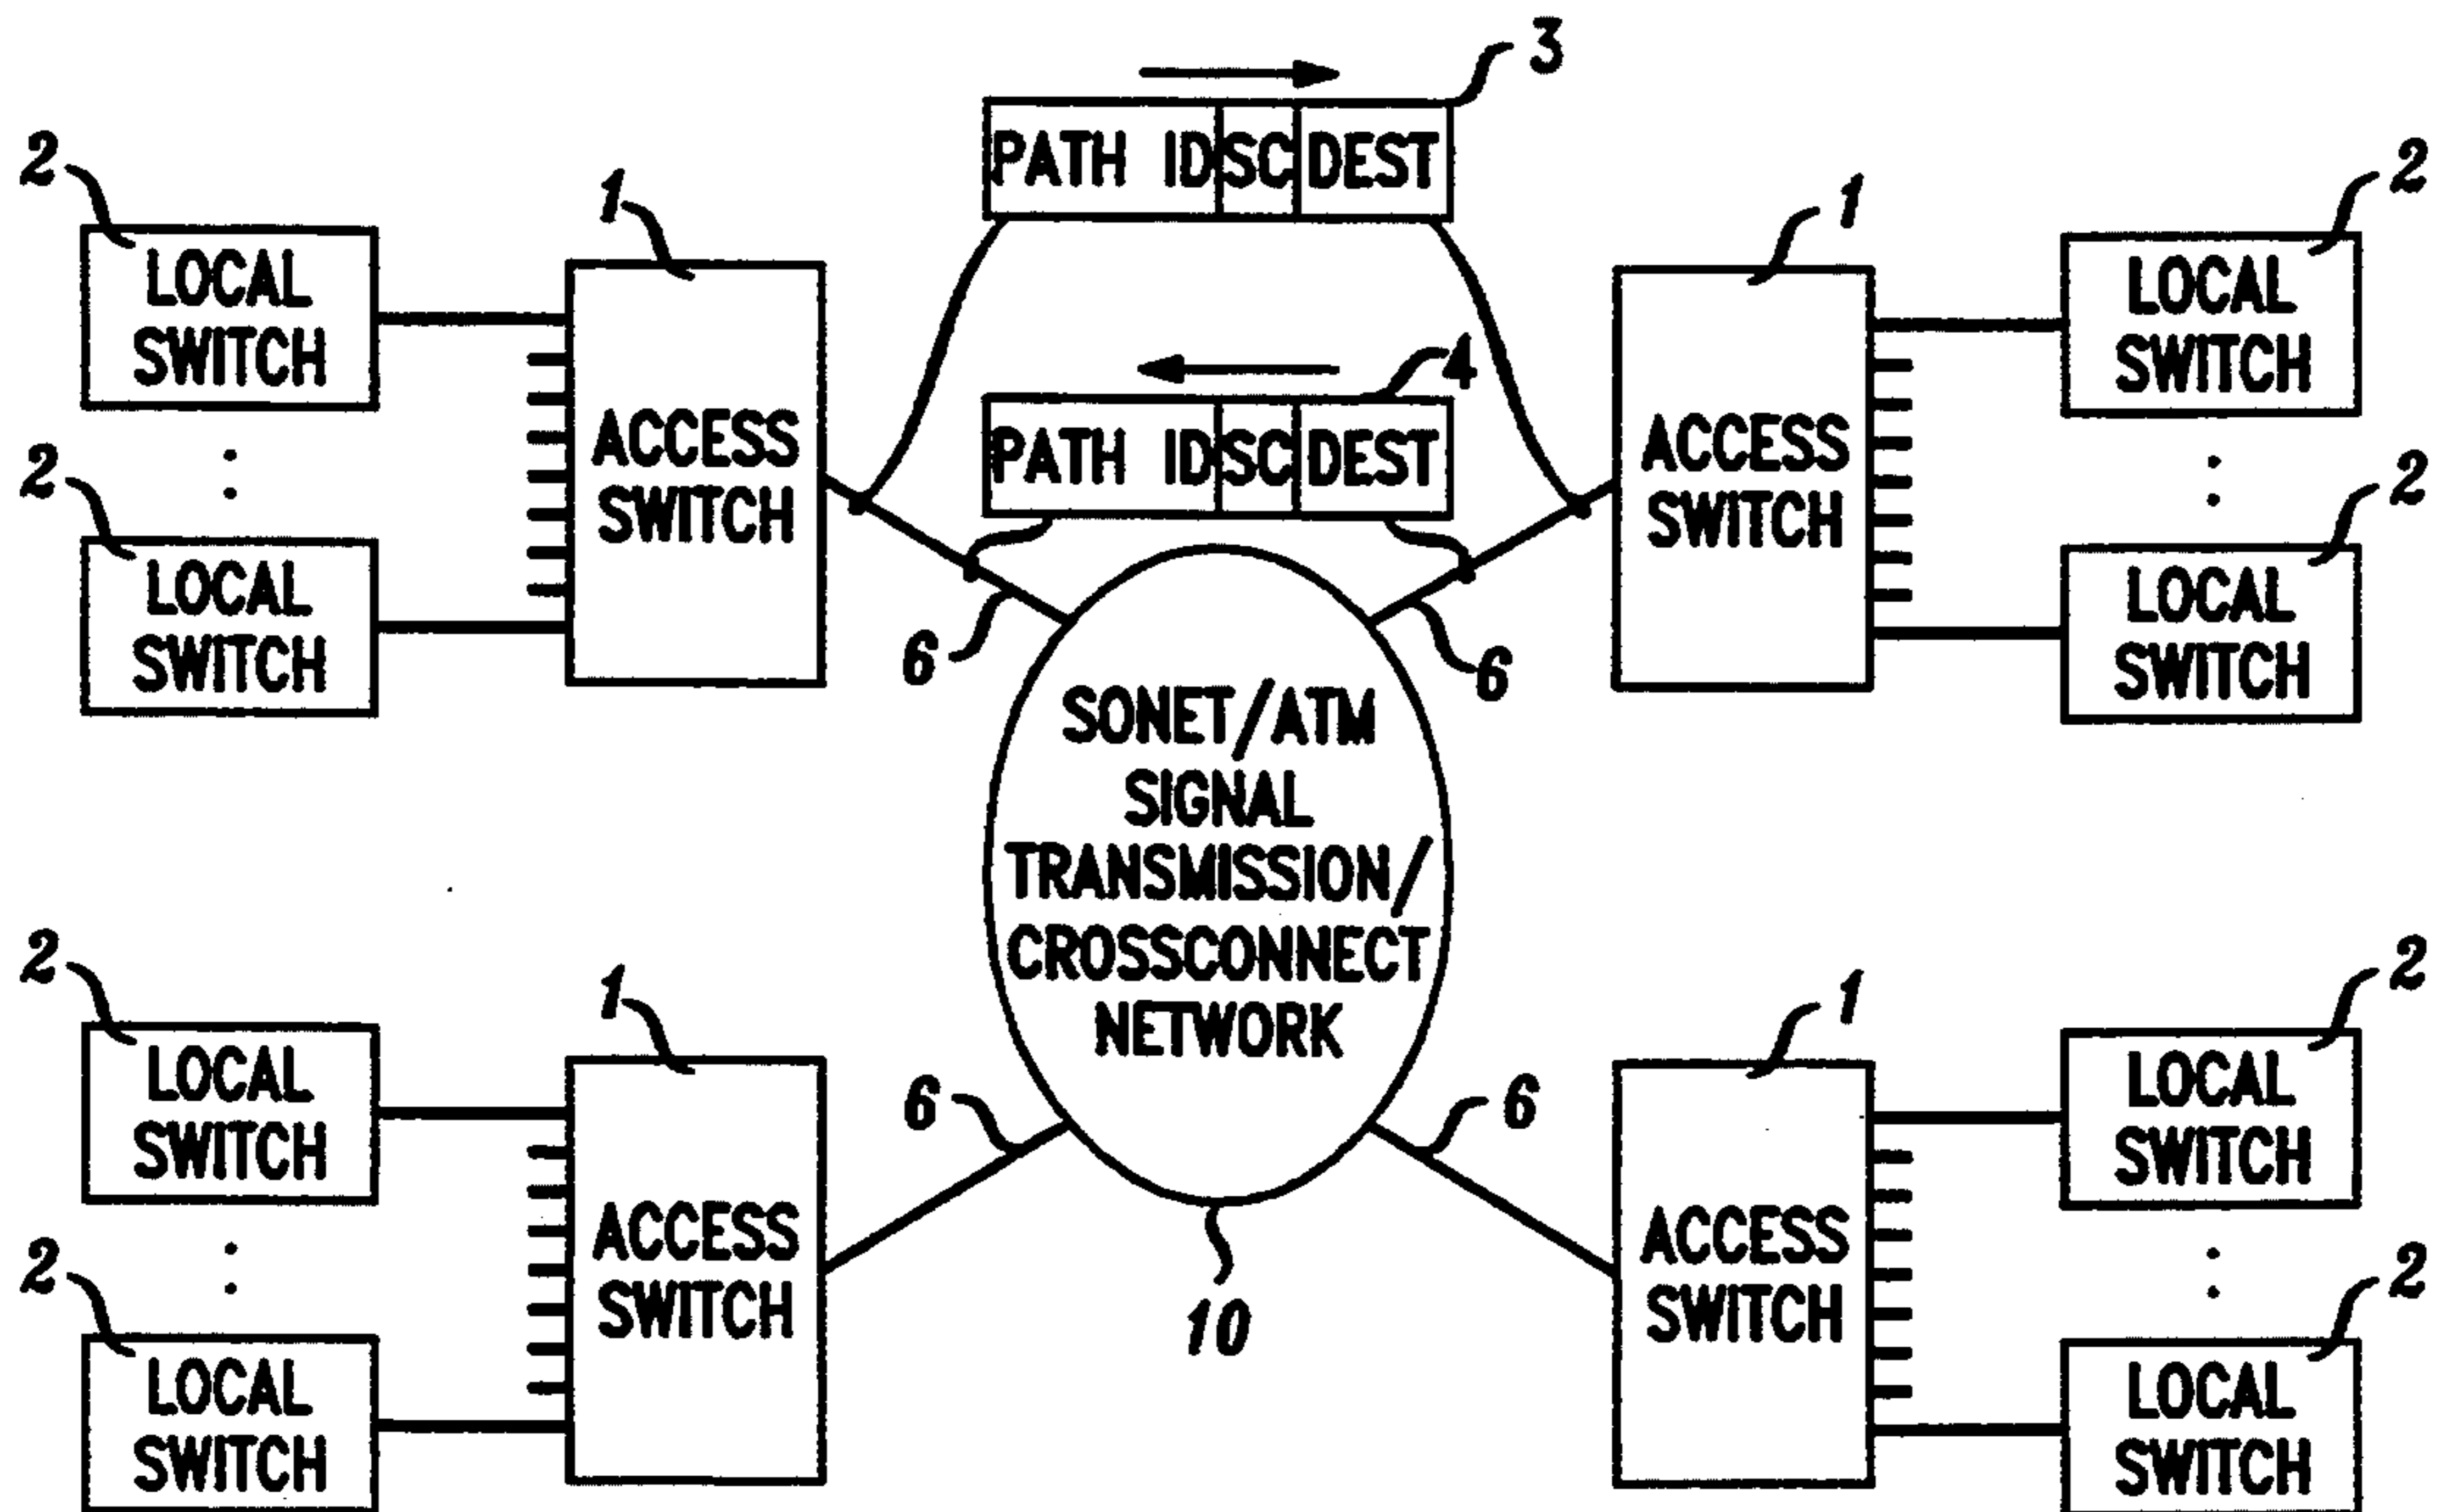 3
PATH ID SC DEST
2
LOCAL
SWITCH
1
ACCESS
SWITCH
2
LOCAL
SWITCH
4
PATH ID SC DEST
1
ACCESS
SWITCH
2
LOCAL
SWITCH
2
LOCAL
SWITCH
6
6
SONET/ATM
SIGNAL
TRANSMISSION/
CROSSCONNECT
NETWORK
10
2
LOCAL
SWITCH
1
ACCESS
SWITCH
2
LOCAL
SWITCH
6
6
1
ACCESS
SWITCH
2
LOCAL
SWITCH
2
LOCAL
SWITCH